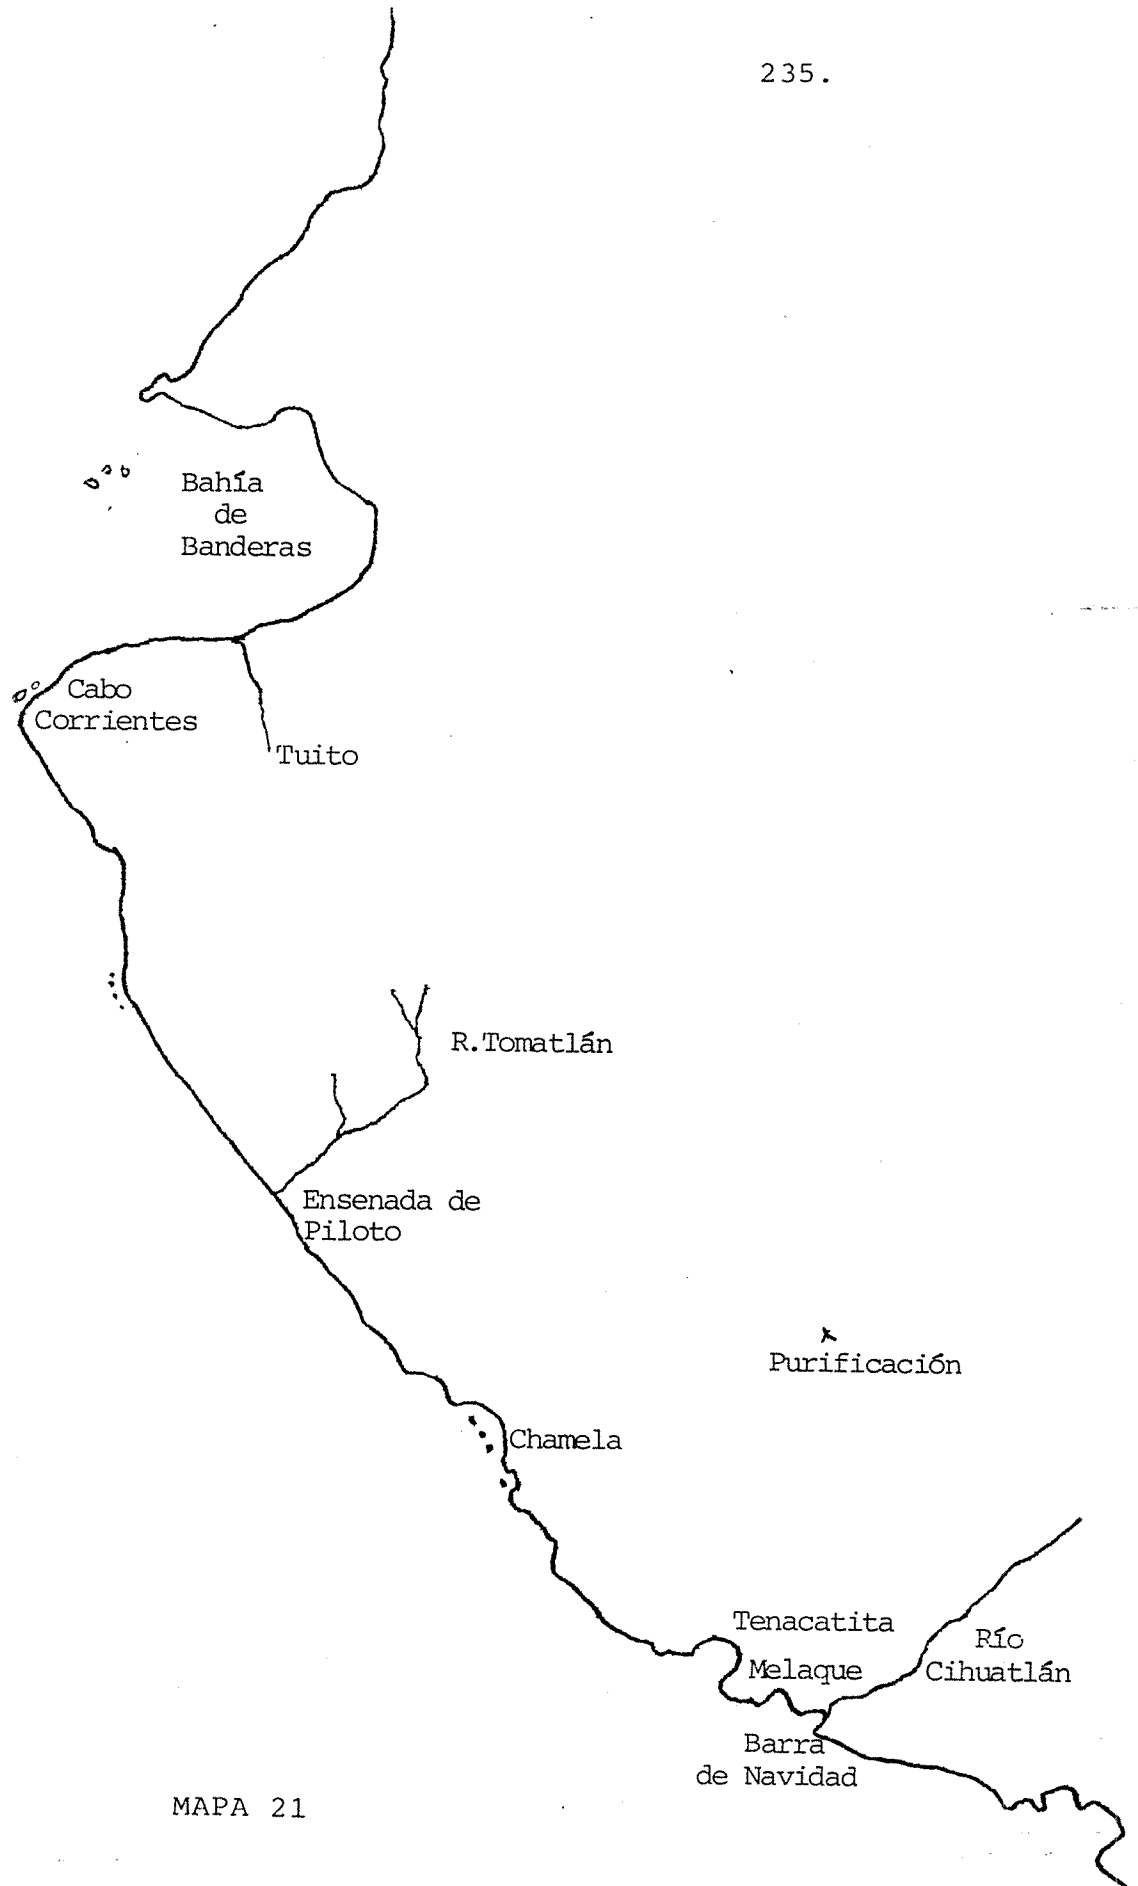 235.
Bahía
de
Banderas
Cabo
Corrientes
Tuito
R.Tomatlán
Ensenada de
Piloto
Purificación
Chamela
Tenacatita
Melaque
Río
Cihuatlán
Barra
de Navidad
MAPA 21